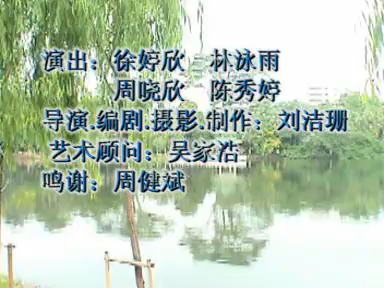 演出：徐婷欣　林泳雨
周晓欣　陈秀婷
导演.编剧.摄影.制作：刘洁珊
艺术顾问：吴家浩
鸣谢：周健斌